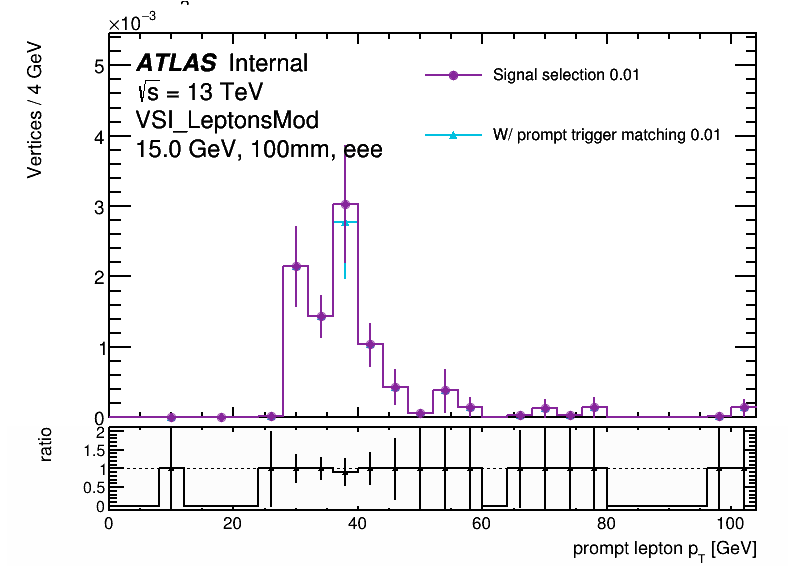 ×10⁻³
ATLAS Internal
√s = 13 TeV
VSI_LeptonsMod
15.0 GeV, 100mm, eee
Signal selection 0.01
W/ prompt trigger matching 0.01
Vertices / 4 GeV
5
4
3
2
1
0
ratio
2
1.5
1
0.5
0
0 20 40 60 80 100
prompt lepton p_T [GeV]